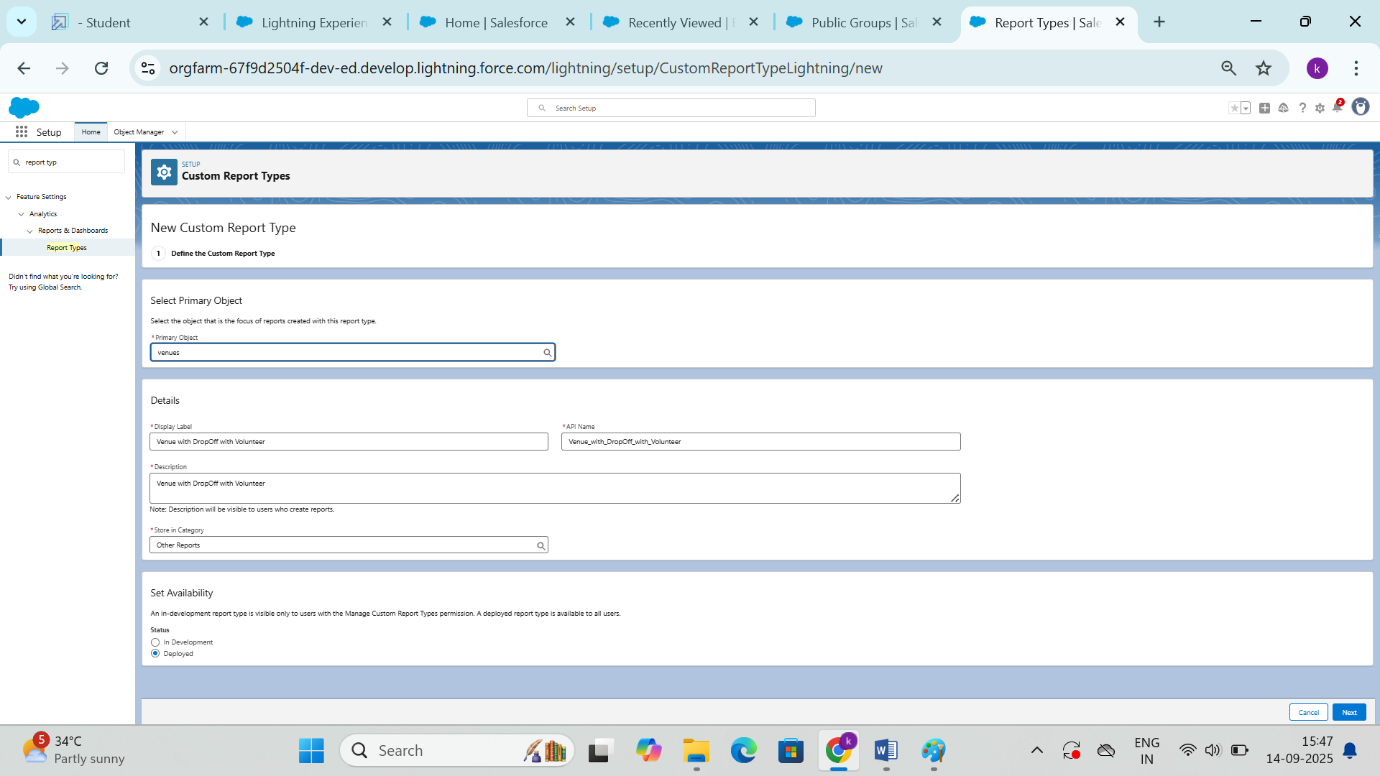 - Student
Lightning Experien
Home | Salesforce
Recently Viewed |
Public Groups | Sal
Report Types | Sale
orgfarm-67f9d2504f-dev-ed.develop.lightning.force.com/lightning/setup/CustomReportTypeLightning/new
k
Search Setup
2
Setup
Home
Object Manager
report typ
SETUP
Custom Report Types
Feature Settings
Analytics
Reports & Dashboards
Report Types
Didn't find what you're looking for?
Try using Global Search.
New Custom Report Type
1 Define the Custom Report Type
Select Primary Object
Select the object that is the focus of reports created with this report type.
*Primary Object
venues
Details
*Display Label
*API Name
Venue with DropOff with Volunteer
Venue_with_DropOff_with_Volunteer
*Description
Venue with DropOff with Volunteer
Note: Description will be visible to users who create reports.
*Store in Category
Other Reports
Set Availability
An in-development report type is visible only to users with the Manage Custom Report Types permission. A deployed report type is available to all users.
Status
In Development
Deployed
Cancel
Next
5
34°C
Partly sunny
Search
k
ENG
IN
15:47
14-09-2025